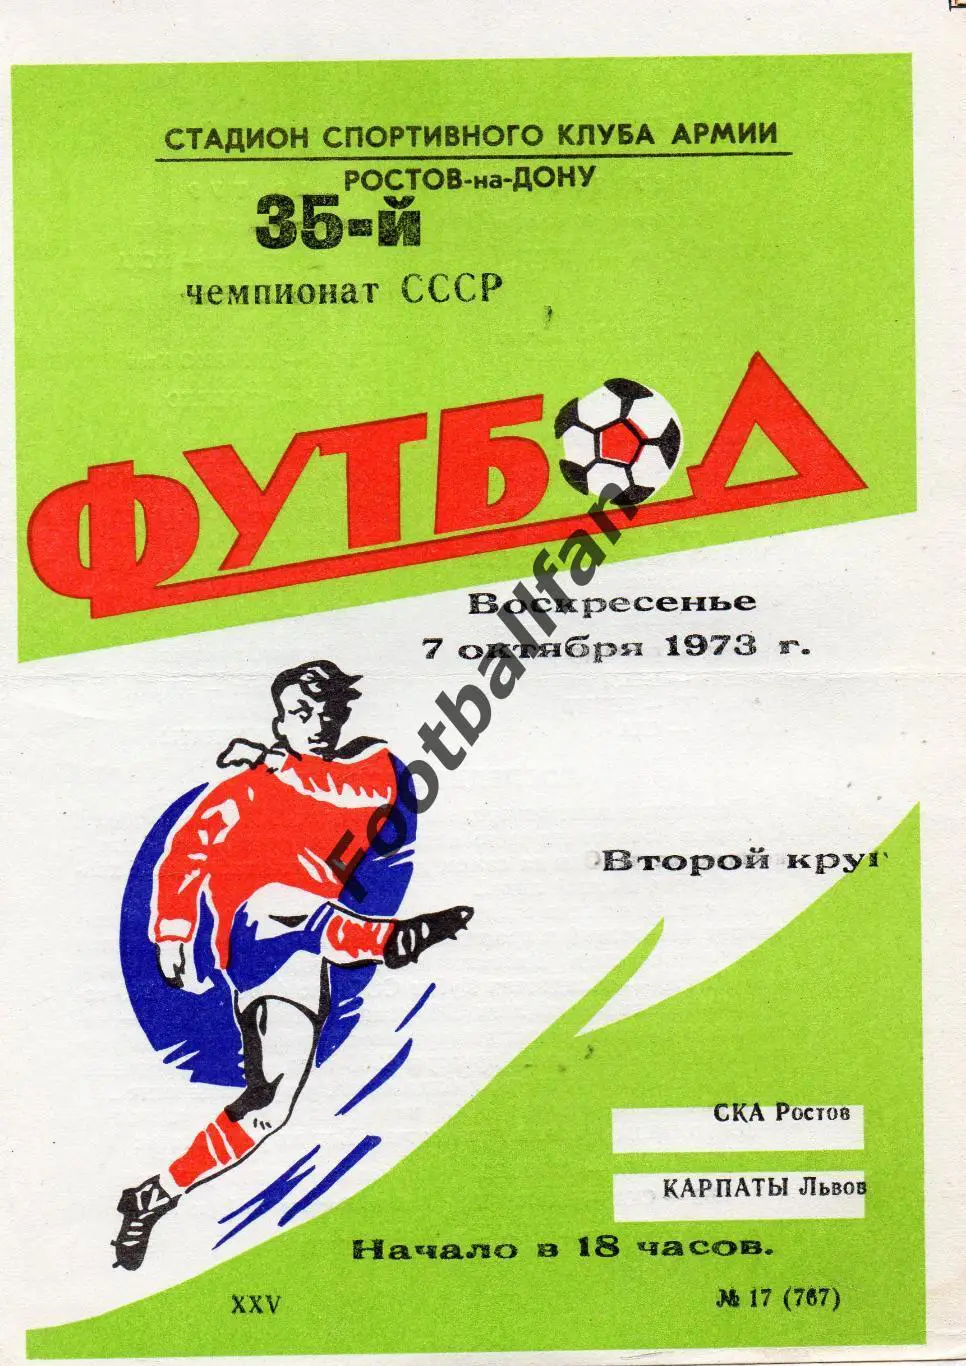 СТАДИОН СПОРТИВНОГО КЛУБА АРМИИ
РОСТОВ-на-ДОНУ
35-й
чемпионат СССР
ФУТБОЛ
Воскресенье
7 октября 1973 г.
Второй круг
СКА Ростов
КАРПАТЫ Львов
Начало в 18 часов.
XXV
№ 17 (767)
Footballfan